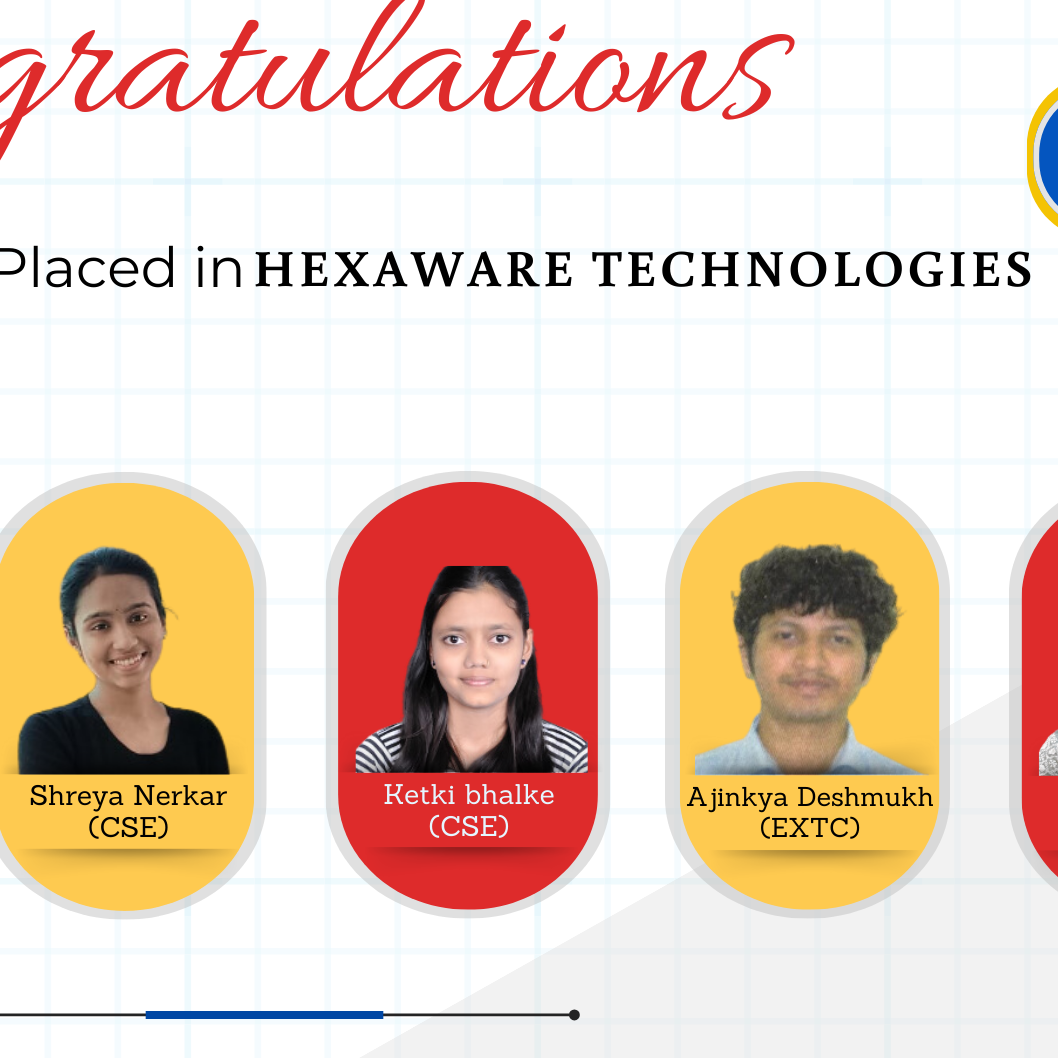 gratulations
Placed in HEXAWARE TECHNOLOGIES
Shreya Nerkar
(CSE)
Ketki bhalke
(CSE)
Ajinkya Deshmukh
(EXTC)